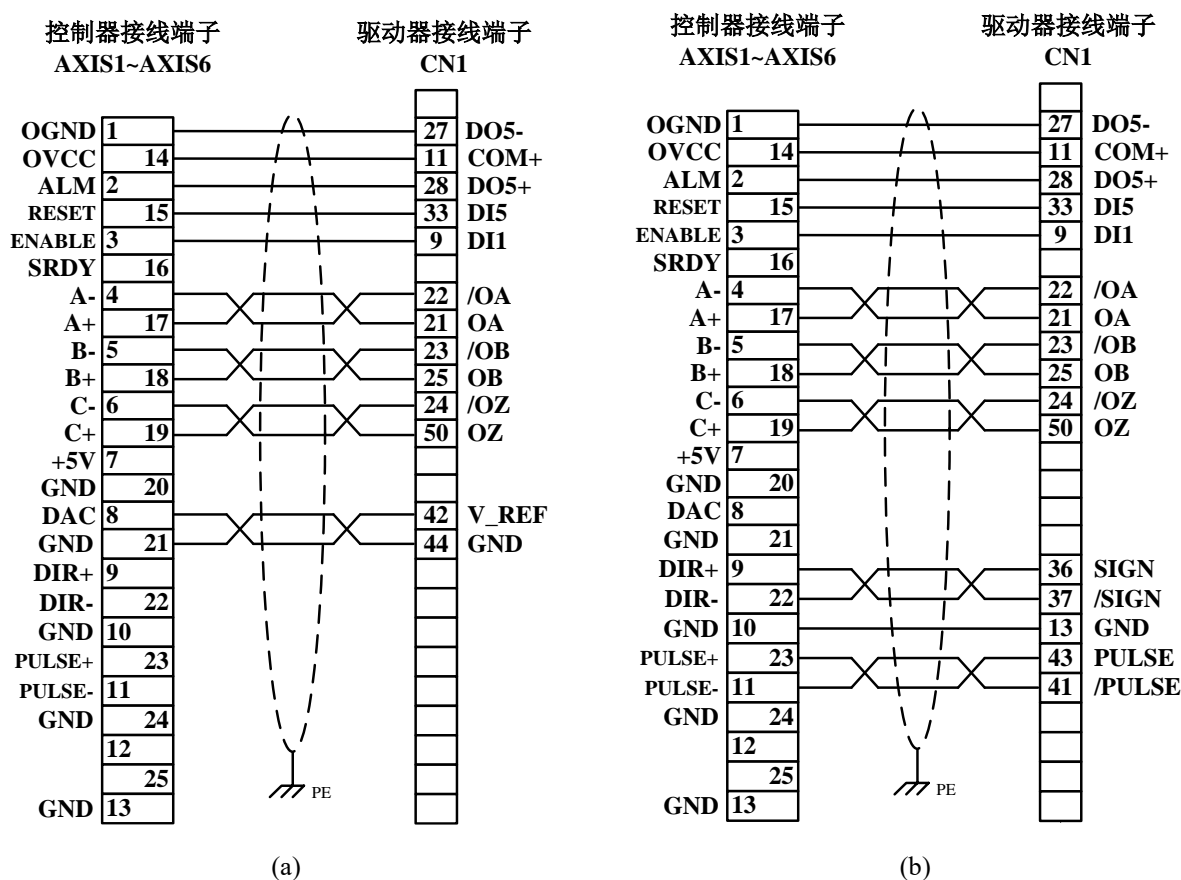 控制器接线端子 驱动器接线端子
AXIS1~AXIS6 CN1
OGND 1 27 DO5-
OVCC 14 11 COM+
ALM 2 28 DO5+
RESET 15 33 DI5
ENABLE 3 9 DI1
SRDY 16
A- 4 22 /OA
A+ 17 21 OA
B- 5 23 /OB
B+ 18 25 OB
C- 6 24 /OZ
C+ 19 50 OZ
+5V 7
GND 20
DAC 8 42 V_REF
GND 21 44 GND
DIR+ 9
DIR- 22
GND 10
PULSE+ 23
PULSE- 11
GND 24
12
25
GND 13
PE
(a)
控制器接线端子 驱动器接线端子
AXIS1~AXIS6 CN1
OGND 1 27 DO5-
OVCC 14 11 COM+
ALM 2 28 DO5+
RESET 15 33 DI5
ENABLE 3 9 DI1
SRDY 16
A- 4 22 /OA
A+ 17 21 OA
B- 5 23 /OB
B+ 18 25 OB
C- 6 24 /OZ
C+ 19 50 OZ
+5V 7
GND 20
DAC 8
GND 21
DIR+ 9 36 SIGN
DIR- 22 37 /SIGN
GND 10 13 GND
PULSE+ 23 43 PULSE
PULSE- 11 41 /PULSE
GND 24
12
25
GND 13
PE
(b)